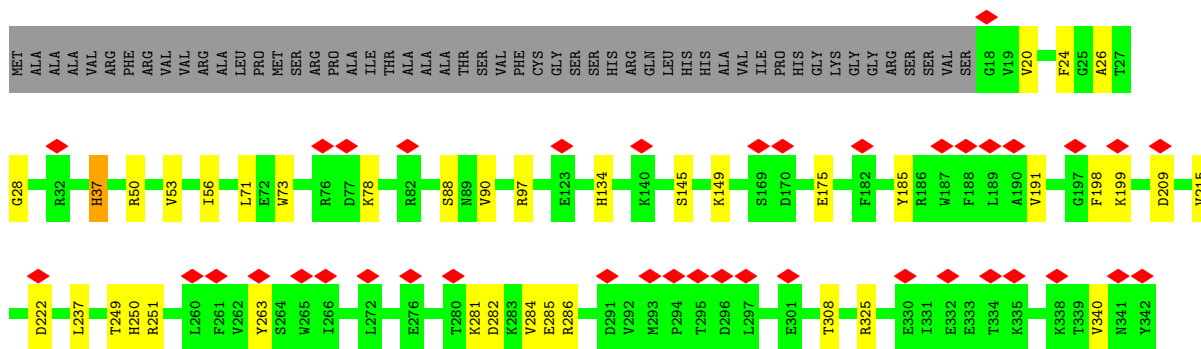 MET ALA ALA ALA VAL ARG PHE ARG VAL VAL ARG ALA LEU PRO MET SER ARG PRO ALA ILE THR ALA ALA ALA THR SER VAL PHE CYS GLY SER SER HIS ARG GLN LEU HIS HIS ALA VAL ILE PRO HIS GLY LYS GLY GLY ARG SER SER VAL SER G18 V19 V20 F24 G25 A26 T27
G28 R32 H37 R50 V53 I56 L71 E72 W73 R76 D77 K78 R82 S88 N89 V90 R97 E123 H134 K140 S145 K149 S169 D170 E175 F182 Y185 R186 W187 F188 L189 A190 V191 G197 F198 K199 D209 V215
D222 L237 T249 H250 R251 L260 F261 V262 Y263 S264 W265 I266 L272 E276 T280 K281 D282 K283 V284 E285 R286 D291 V292 M293 P294 T295 D296 L297 E301 T308 R325 E330 I331 E332 E333 T334 K335 K338 T339 V340 N341 Y342